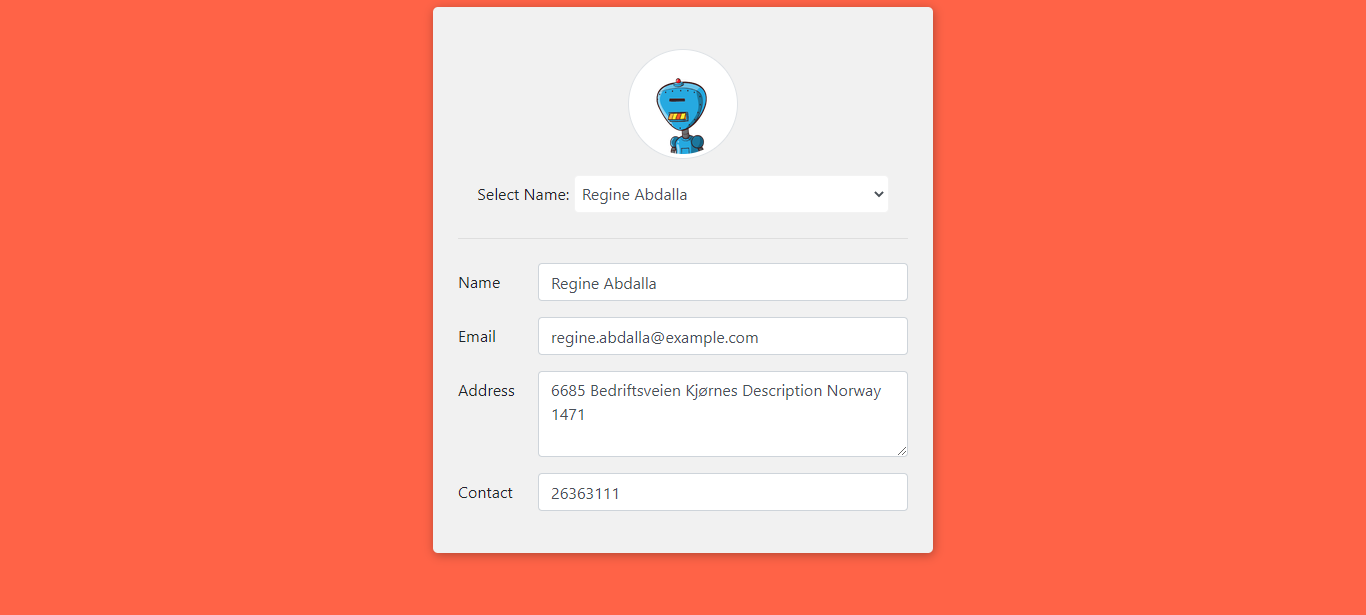 Select Name: Regine Abdalla
Name Regine Abdalla
Email regine.abdalla@example.com
Address 6685 Bedriftsveien Kjørnes Description Norway
1471
Contact 26363111